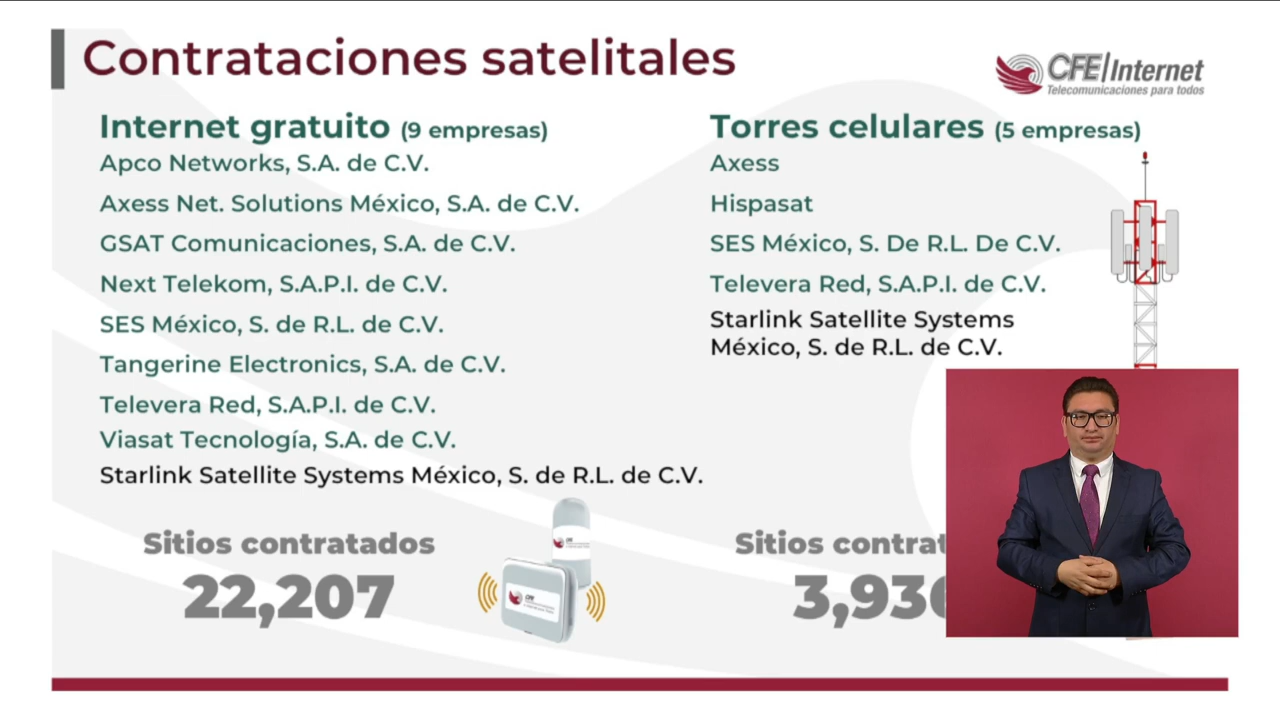 Contrataciones satelitales
CFE Internet
Telecomunicaciones para todos
Internet gratuito (9 empresas)
Apco Networks, S.A. de C.V.
Axess Net. Solutions México, S.A. de C.V.
GSAT Comunicaciones, S.A. de C.V.
Next Telekom, S.A.P.I. de C.V.
SES México, S. de R.L. de C.V.
Tangerine Electronics, S.A. de C.V.
Televera Red, S.A.P.I. de C.V.
Viasat Tecnología, S.A. de C.V.
Starlink Satellite Systems México, S. de R.L. de C.V.
Sitios contratados
22,207
CFE
CFE
Torres celulares (5 empresas)
Axess
Hispasat
SES México, S. De R.L. De C.V.
Televera Red, S.A.P.I. de C.V.
Starlink Satellite Systems
México, S. de R.L. de C.V.
Sitios